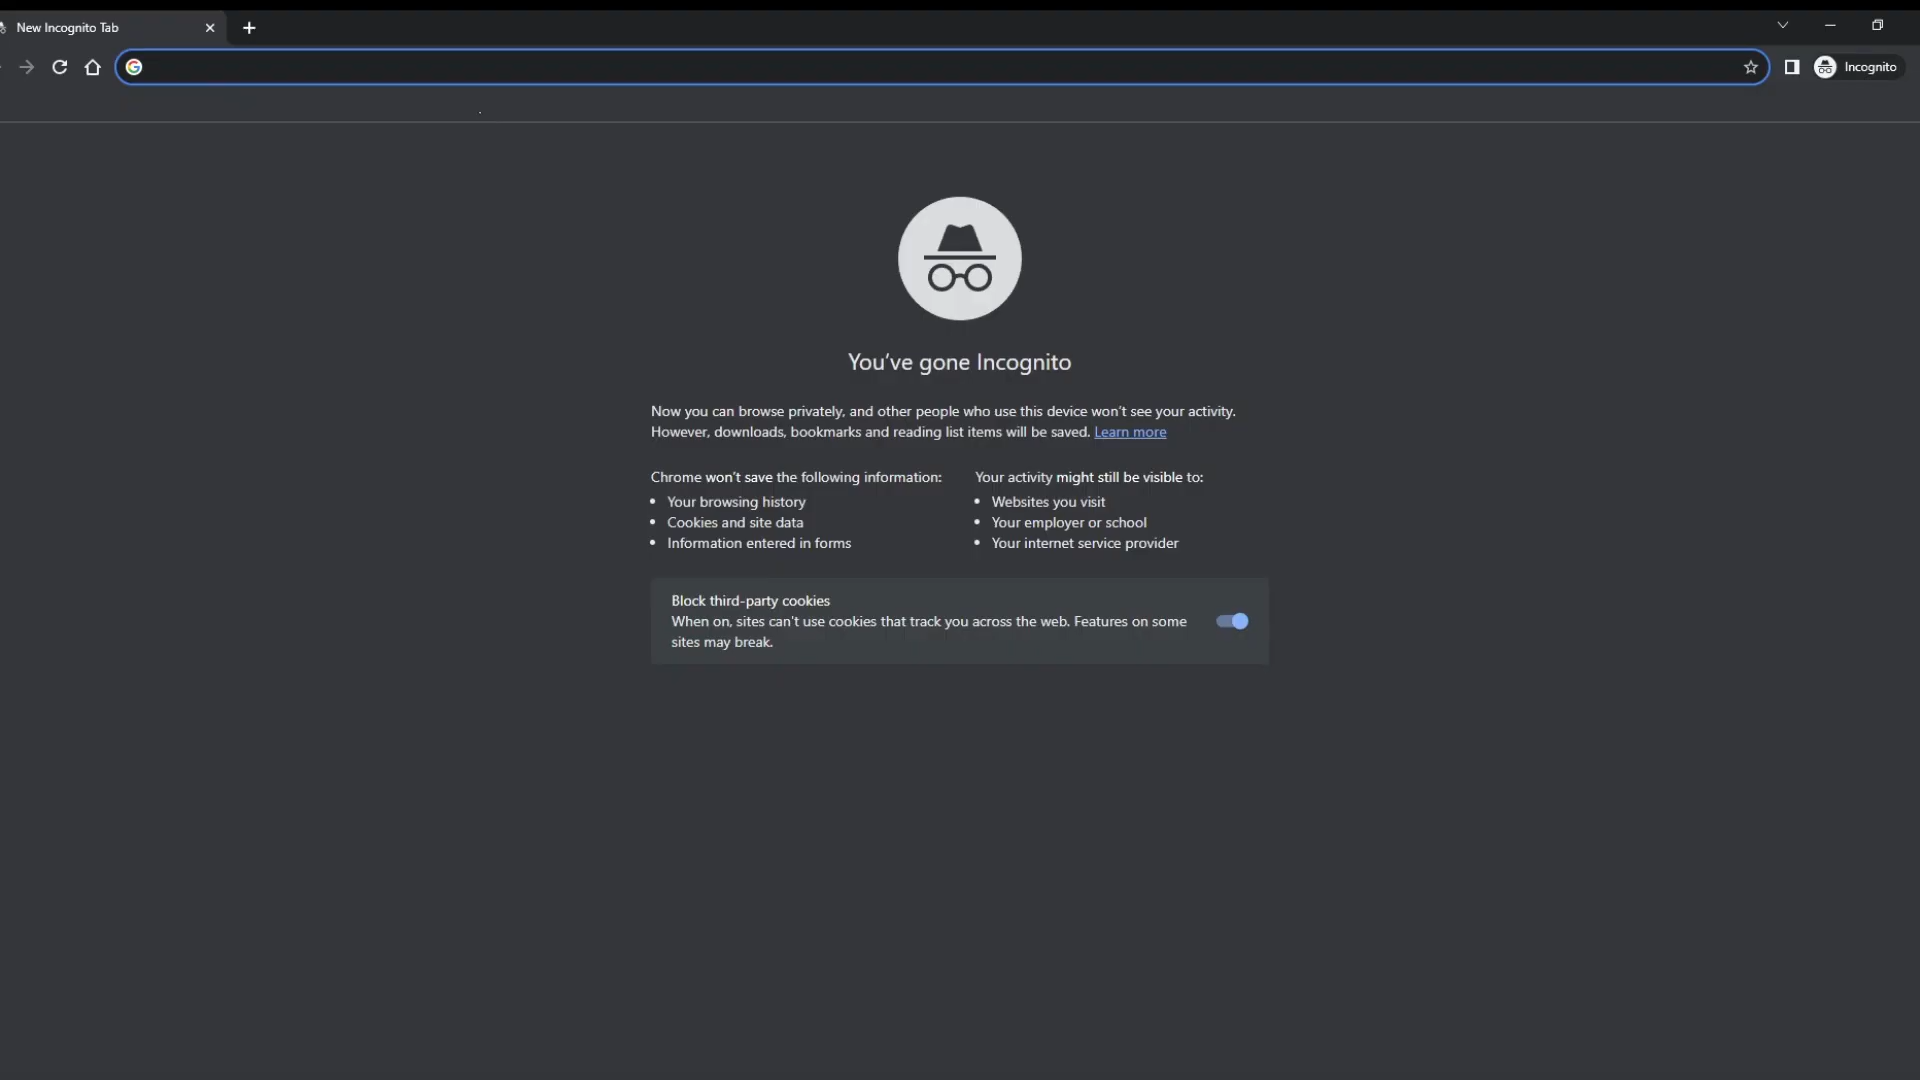 New Incognito Tab
Incognito
You've gone Incognito
Now you can browse privately, and other people who use this device won't see your activity.
However, downloads, bookmarks and reading list items will be saved. Learn more
Chrome won't save the following information:
Your browsing history
Cookies and site data
Information entered in forms
Your activity might still be visible to:
Websites you visit
Your employer or school
Your internet service provider
Block third-party cookies
When on, sites can't use cookies that track you across the web. Features on some
sites may break.